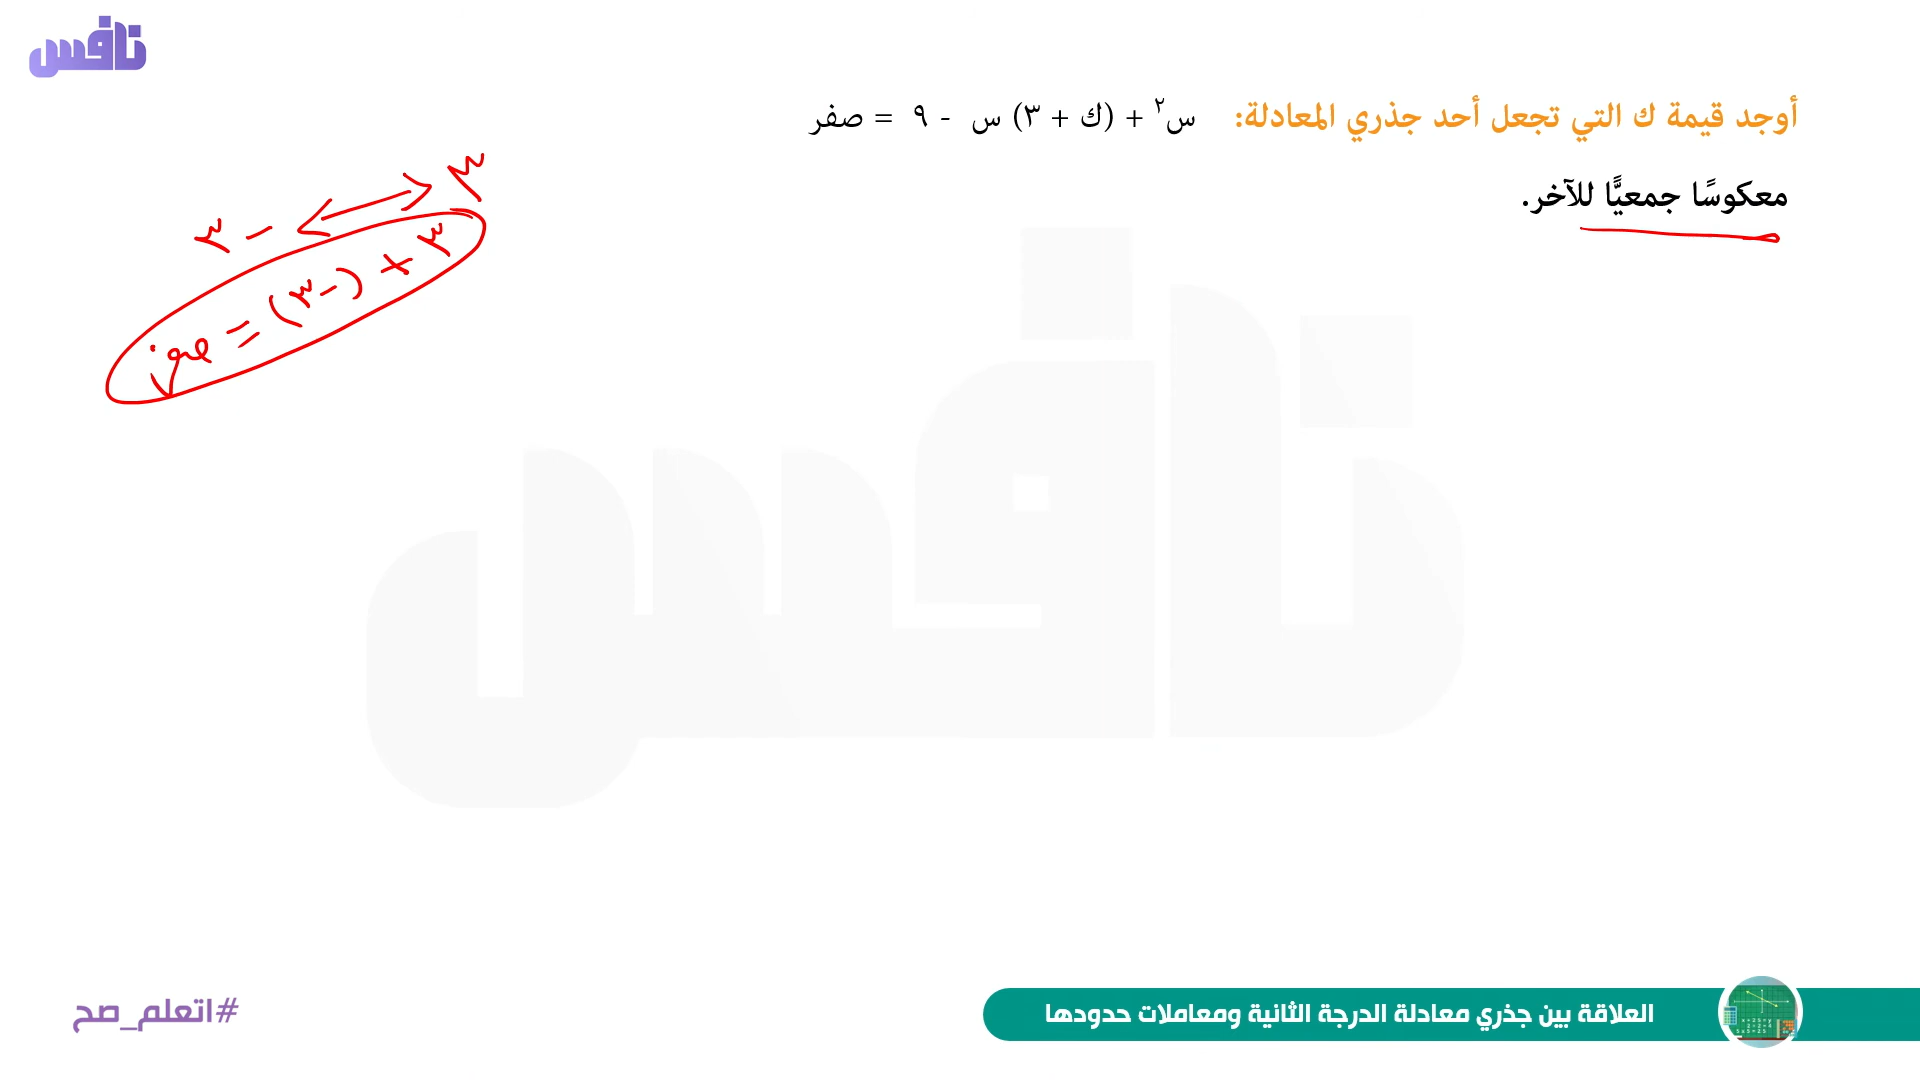 نافس
أوجد قيمة ك التي تجعل أحد جذري المعادلة: س٢ + (ك + ٣) س - ٩ = صفر
معكوسًا جمعيًّا للآخر.
٣ ↔ - ٣
٣ + (-٣) = صفر
نافس
#اتعلم_صح
العلاقة بين جذري معادلة الدرجة الثانية ومعاملات حدودها